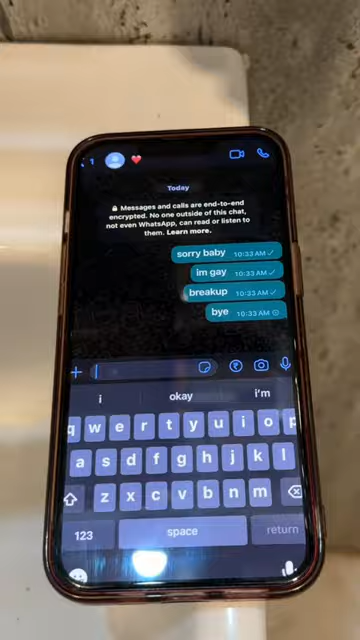 1 ❤️
Today
🔒 Messages and calls are end-to-end
encrypted. No one outside of this chat,
not even WhatsApp, can read or listen to
them. Learn more.
sorry baby 10:33 AM ✓
im gay 10:33 AM ✓
breakup 10:33 AM ✓
bye 10:33 AM
₹
i okay i'm
q w e r t y u i o p
a s d f g h j k l
z x c v b n m
123 space return